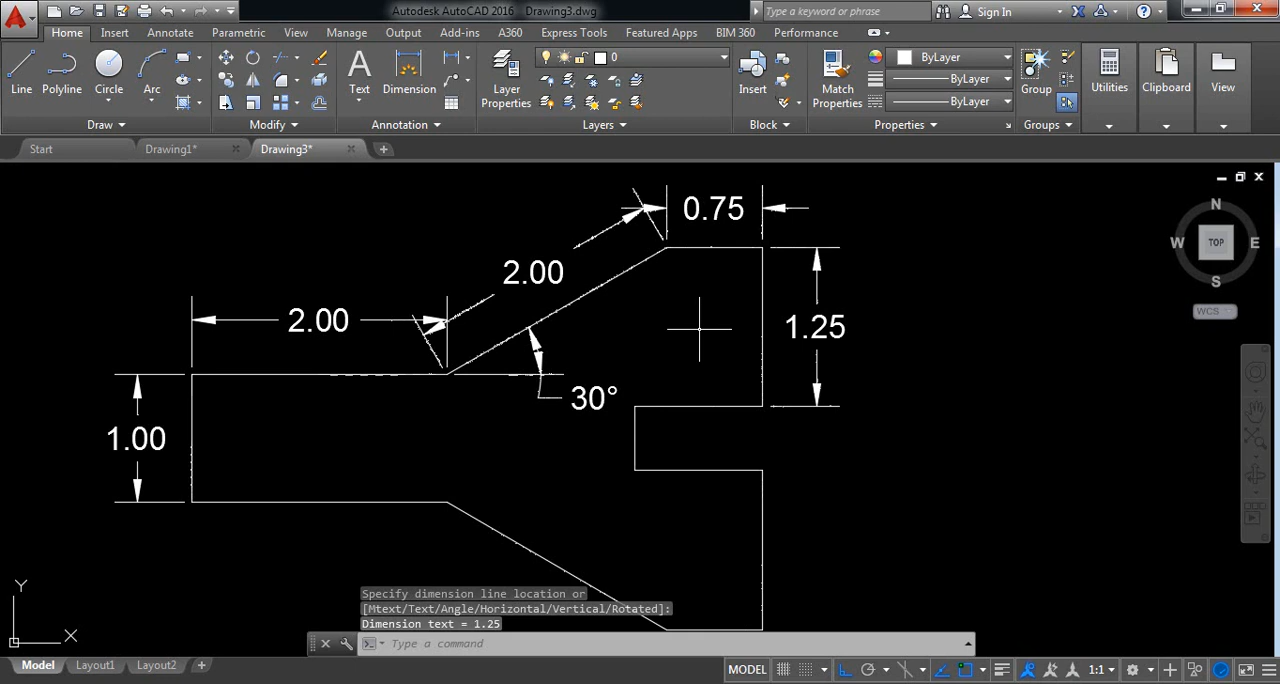 Autodesk AutoCAD 2016 Drawing3.dwg
Type a keyword or phrase
Sign In
Home Insert Annotate Parametric View Manage Output Add-ins A360 Express Tools Featured Apps BIM 360 Performance
Line Polyline Circle Arc
Text Dimension
Layer Properties
0
Insert
Match Properties
ByLayer
ByLayer
ByLayer
Group
Utilities
Clipboard
View
Draw Modify Annotation Layers Block Properties Groups
Start Drawing1* Drawing3*
N
W TOP E
S
WCS
0.75
2.00
2.00
1.25
30°
1.00
Y
X
Specify dimension line location or
[Mtext/Text/Angle/Horizontal/Vertical/Rotated]:
Dimension text = 1.25
Type a command
Model Layout1 Layout2
MODEL 1:1